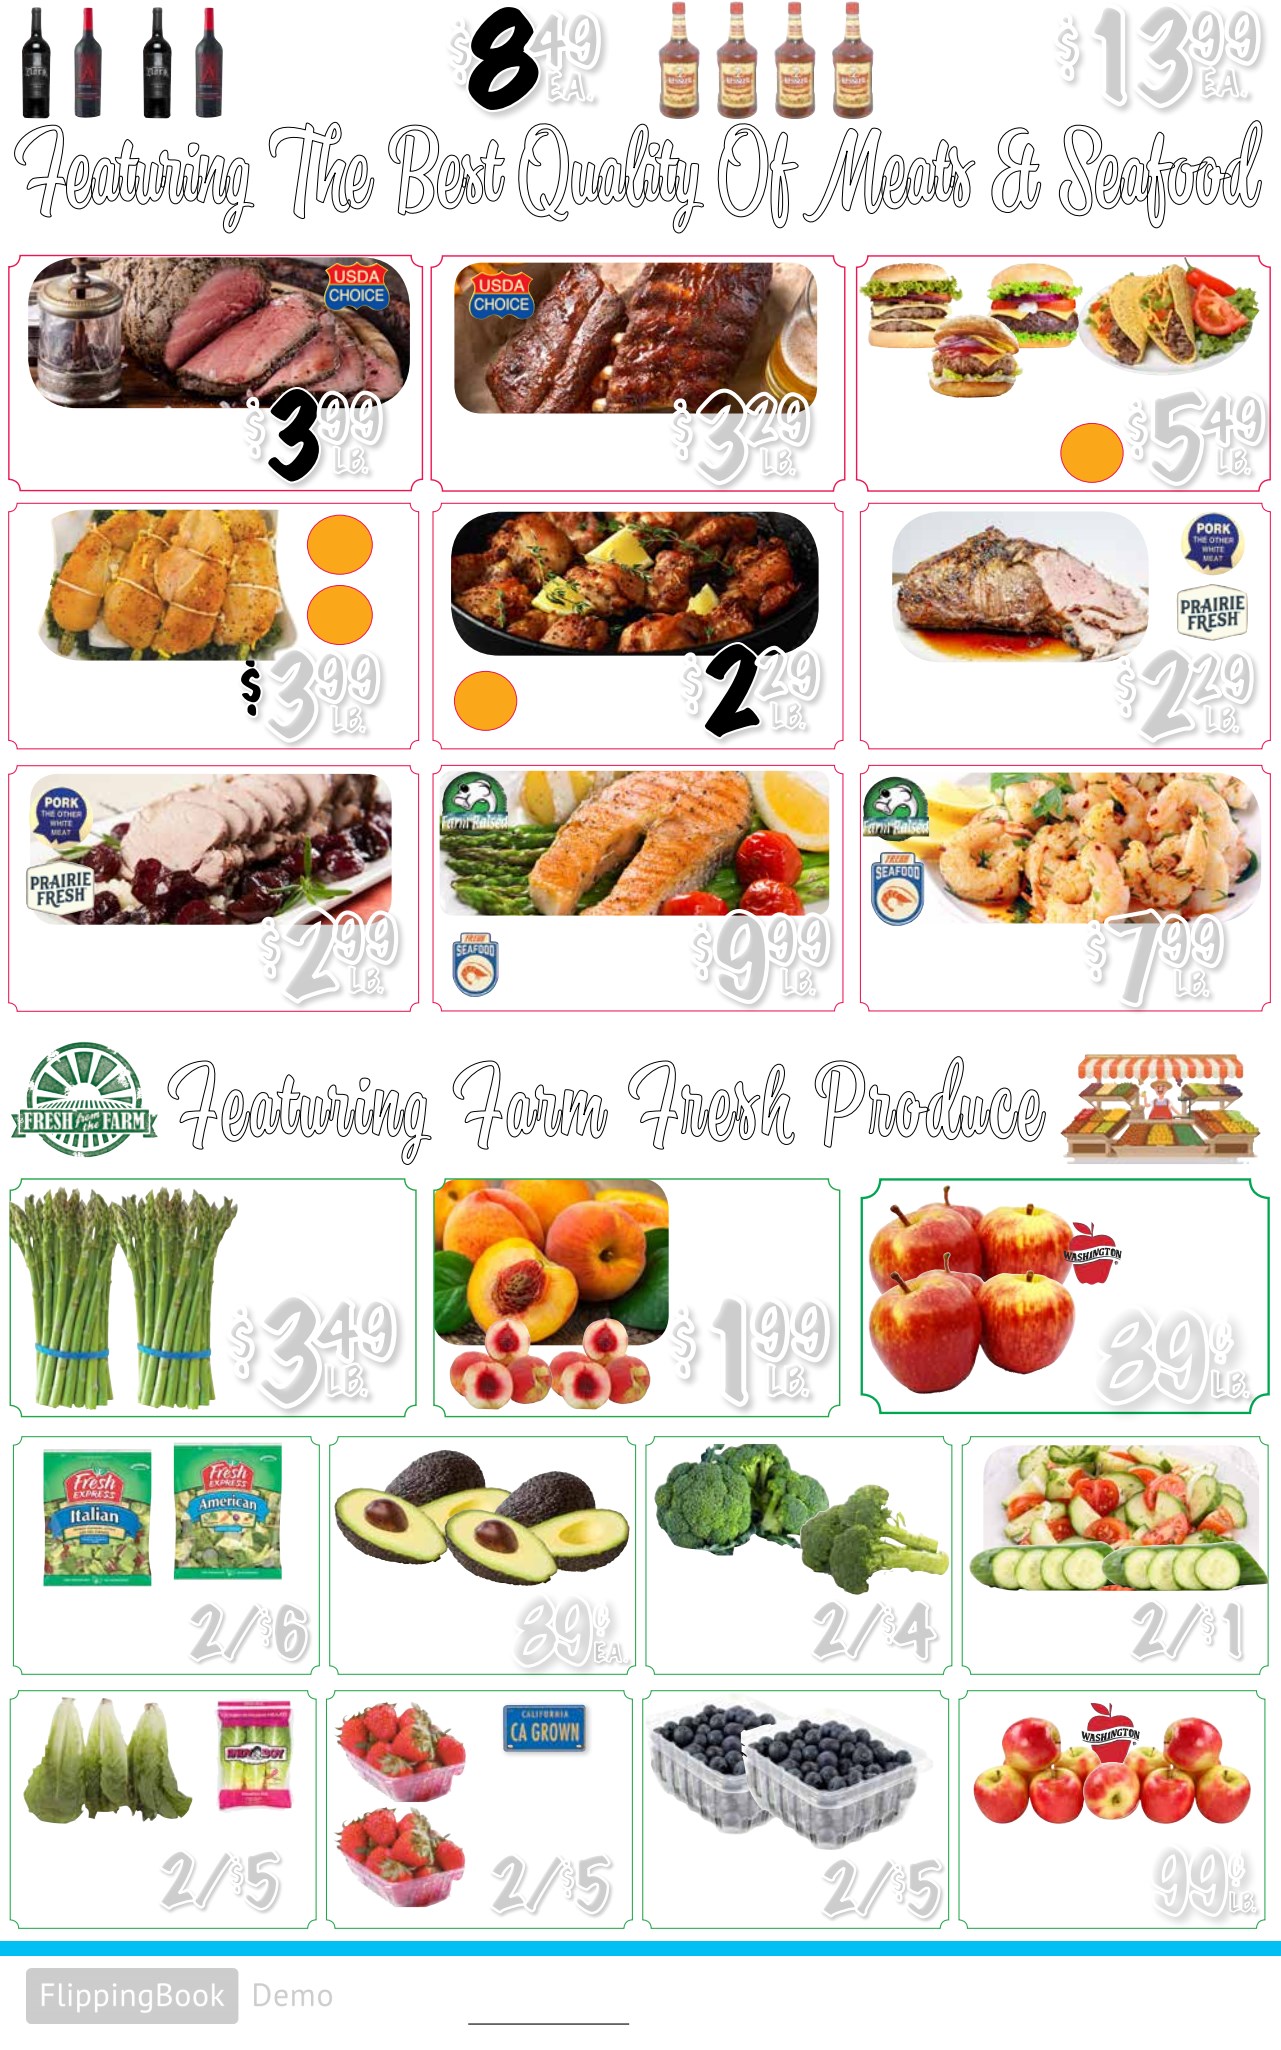 $8.49 EA.
$13.99 EA.
Featuring The Best Quality Of Meats & Seafood
USDA
CHOICE
$3.99 LB.
USDA
CHOICE
$3.29 LB.
$5.49 LB.
$3.99 LB.
$2.29 LB.
PORK
THE OTHER
WHITE
MEAT
PRAIRIE
FRESH
$2.29 LB.
PORK
THE OTHER
WHITE
MEAT
PRAIRIE
FRESH
$2.99 LB.
Farm Raised
FRESH
SEAFOOD
$9.99 LB.
Farm Raised
FRESH
SEAFOOD
$7.99 LB.
FRESH from the FARM
Featuring Farm Fresh Produce
$3.49 LB.
$1.99 LB.
WASHINGTON
89¢ LB.
Fresh
EXPRESS
Italian
Fresh
EXPRESS
American
2/$6
89¢ EA.
2/$4
2/$1
ANDY BOY
2/$5
CALIFORNIA
CA GROWN
2/$5
2/$5
WASHINGTON
99¢ LB.
FlippingBook Demo